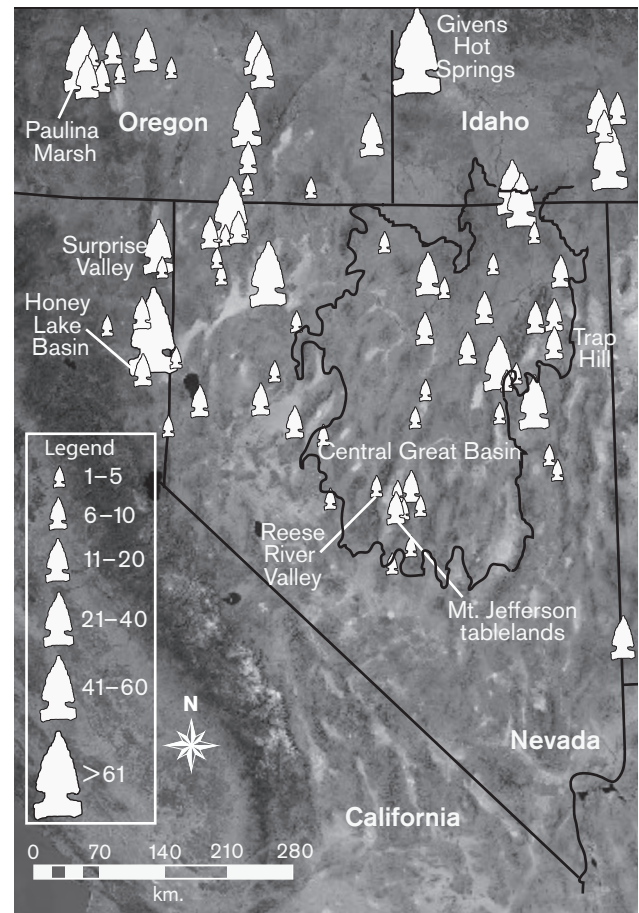 Givens
Hot
Springs
Paulina
Marsh
Oregon
Idaho
Surprise
Valley
Honey
Lake
Basin
Trap
Hill
Central Great Basin
Reese
River
Valley
Mt. Jefferson
tablelands
Legend
1–5
6–10
11–20
21–40
41–60
>61
N
Nevada
California
0 70 140 210 280
km.